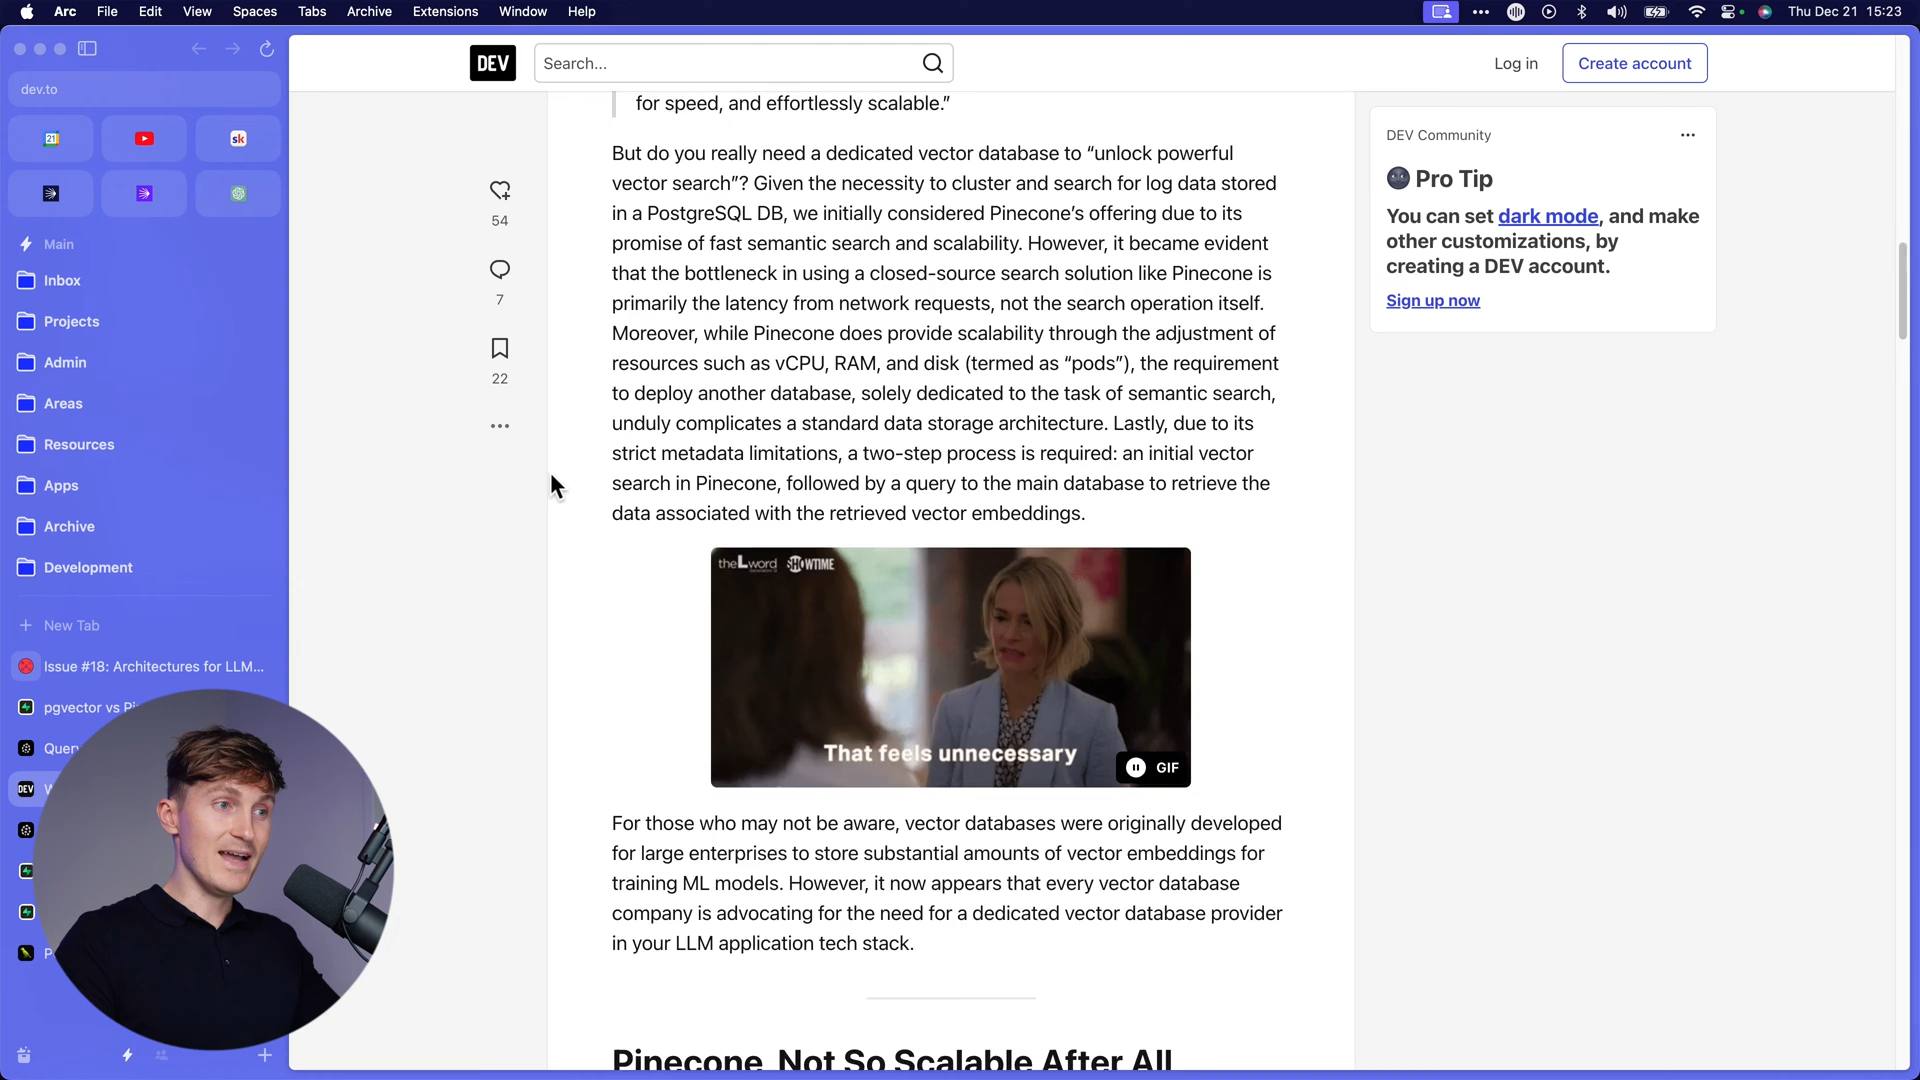 Arc File Edit View Spaces Tabs Archive Extensions Window Help
Thu Dec 21 15:23
dev.to
21
sk
Main
Inbox
Projects
Admin
Areas
Resources
Apps
Archive
Development
New Tab
Issue #18: Architectures for LLM...
pgvector vs Pi
Query
DEV W
P
DEV
Search...
Log in
Create account
54
7
22
for speed, and effortlessly scalable.”
But do you really need a dedicated vector database to “unlock powerful
vector search”? Given the necessity to cluster and search for log data stored
in a PostgreSQL DB, we initially considered Pinecone’s offering due to its
promise of fast semantic search and scalability. However, it became evident
that the bottleneck in using a closed-source search solution like Pinecone is
primarily the latency from network requests, not the search operation itself.
Moreover, while Pinecone does provide scalability through the adjustment of
resources such as vCPU, RAM, and disk (termed as “pods”), the requirement
to deploy another database, solely dedicated to the task of semantic search,
unduly complicates a standard data storage architecture. Lastly, due to its
strict metadata limitations, a two-step process is required: an initial vector
search in Pinecone, followed by a query to the main database to retrieve the
data associated with the retrieved vector embeddings.
the L word SHOWTIME
That feels unnecessary
GIF
For those who may not be aware, vector databases were originally developed
for large enterprises to store substantial amounts of vector embeddings for
training ML models. However, it now appears that every vector database
company is advocating for the need for a dedicated vector database provider
in your LLM application tech stack.
Pinecone, Not So Scalable After All
DEV Community
Pro Tip
You can set dark mode, and make
other customizations, by
creating a DEV account.
Sign up now